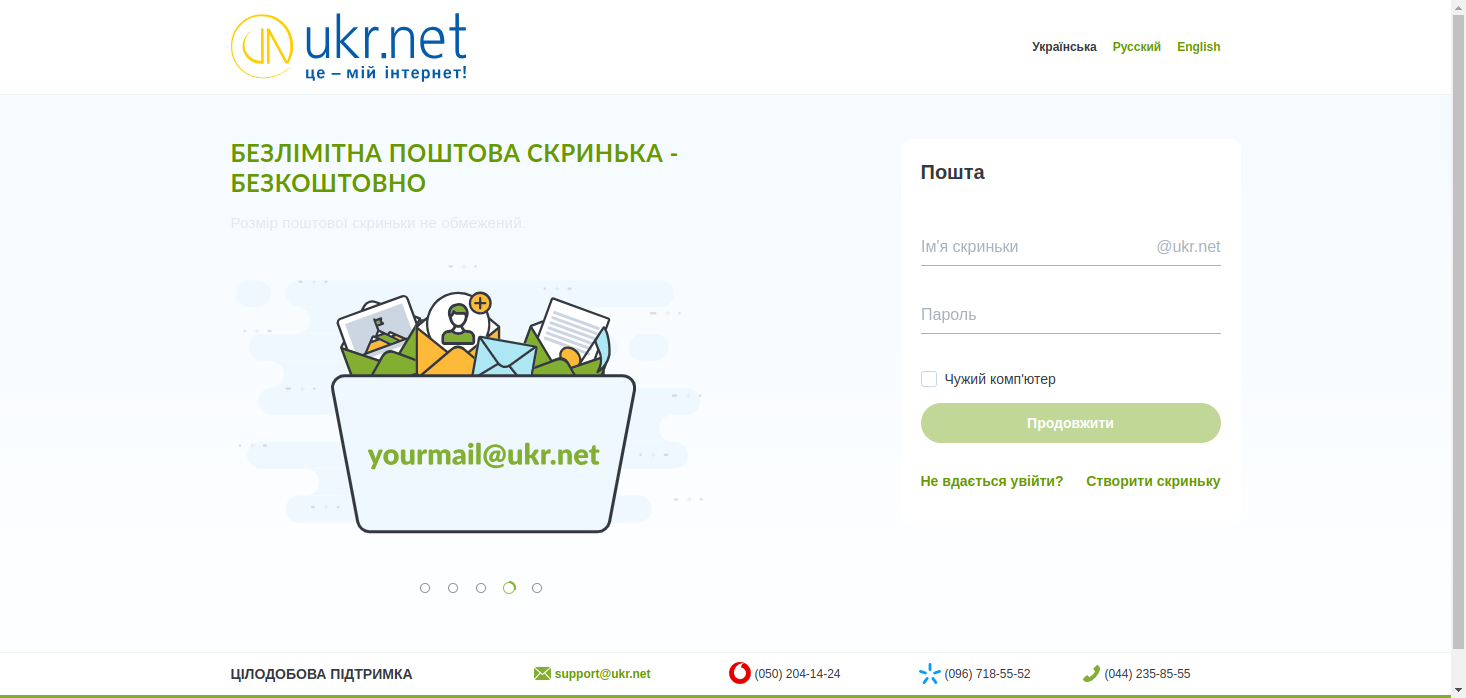 ukr.net
це – мій інтернет!
Українська Русский English
БЕЗЛІМІТНА ПОШТОВА СКРИНЬКА -
БЕЗКОШТОВНО
Розмір поштової скриньки не обмежений.
yourmail@ukr.net
Пошта
Ім'я скриньки @ukr.net
Пароль
Чужий комп'ютер
Продовжити
Не вдається увійти? Створити скриньку
ЦІЛОДОБОВА ПІДТРИМКА support@ukr.net (050) 204-14-24 (096) 718-55-52 (044) 235-85-55